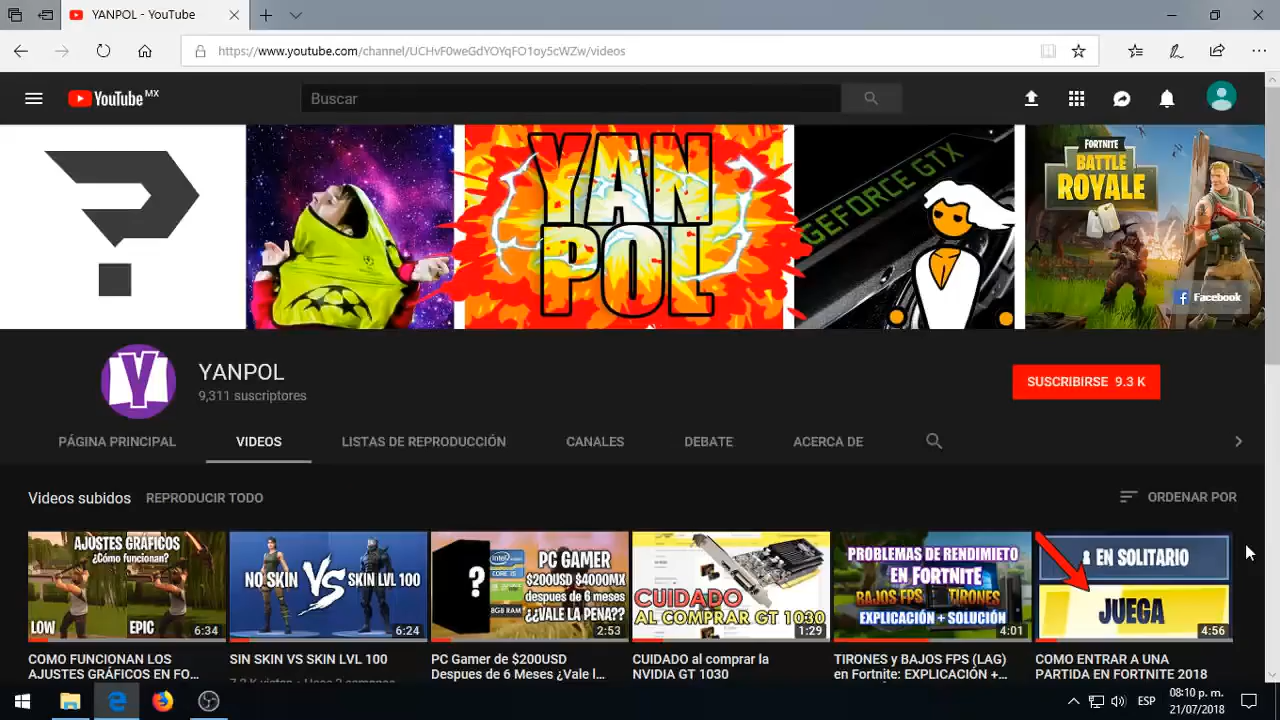 YANPOL - YouTube
https://www.youtube.com/channel/UCHvF0weGdYOYqFO1oy5cWZw/videos
YouTube MX
Buscar
YAN
POL
GEFORCE GTX
FORTNITE
BATTLE
ROYALE
Facebook
Y
YANPOL
9,311 suscriptores
SUSCRIBIRSE 9.3 K
PÁGINA PRINCIPAL VIDEOS LISTAS DE REPRODUCCIÓN CANALES DEBATE ACERCA DE
Videos subidos REPRODUCIR TODO
ORDENAR POR
AJUSTES GRÁFICOS
¿Cómo funcionan?
LOW EPIC
6:34
NO SKIN VS SKIN LVL 100
6:24
?
intel
CORE i5
8GB RAM
PC GAMER
$200USD $4000MX
despues de 6 meses
¿¿VALE LA PENA??
2:53
CUIDADO
AL COMPRAR GT 1030
1:29
PROBLEMAS DE RENDIMIETO
EN FORTNITE
BAJOS FPS TIRONES
EXPLICACIÓN + SOLUCIÓN
4:01
EN SOLITARIO
JUEGA
4:56
COMO FUNCIONAN LOS
AJUSTES GRÁFICOS EN FO...
SIN SKIN VS SKIN LVL 100
PC Gamer de $200USD
Despues de 6 Meses ¿Vale l...
CUIDADO al comprar la
NVIDIA GT 1030
TIRONES y BAJOS FPS (LAG)
en Fortnite: EXPLICACIÓN +...
COMO ENTRAR A UNA
PARTIDA EN FORTNITE 2018
ESP
08:10 p. m.
21/07/2018